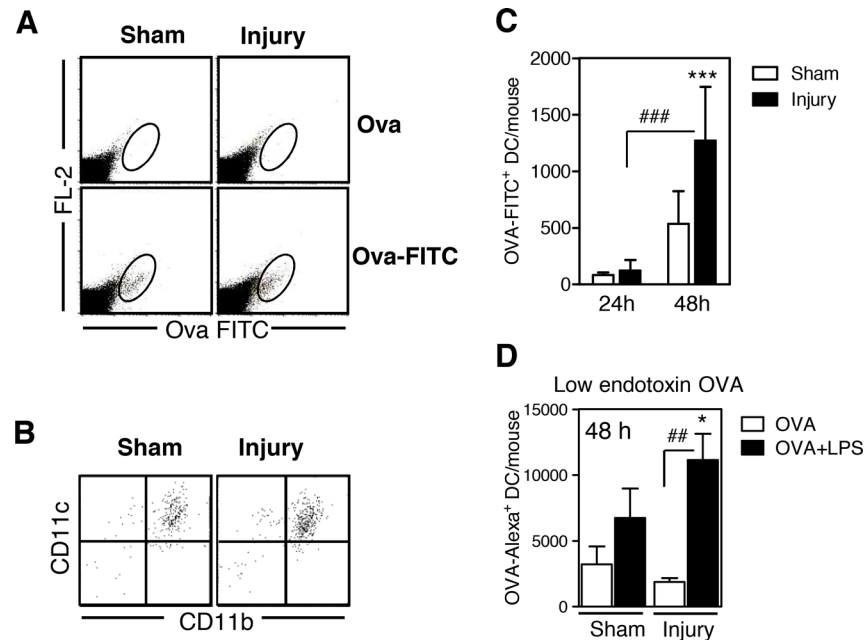 A
Sham Injury
FL-2
Ova
Ova-FITC
Ova FITC
B
Sham Injury
CD11c
CD11b
C
OVA-FITC⁺ DC/mouse
2000
1500
1000
500
0
***
###
24h 48h
Sham
Injury
D
Low endotoxin OVA
OVA-Alexa⁺ DC/mouse
15000
10000
5000
0
48 h
*
##
Sham Injury
OVA
OVA+LPS